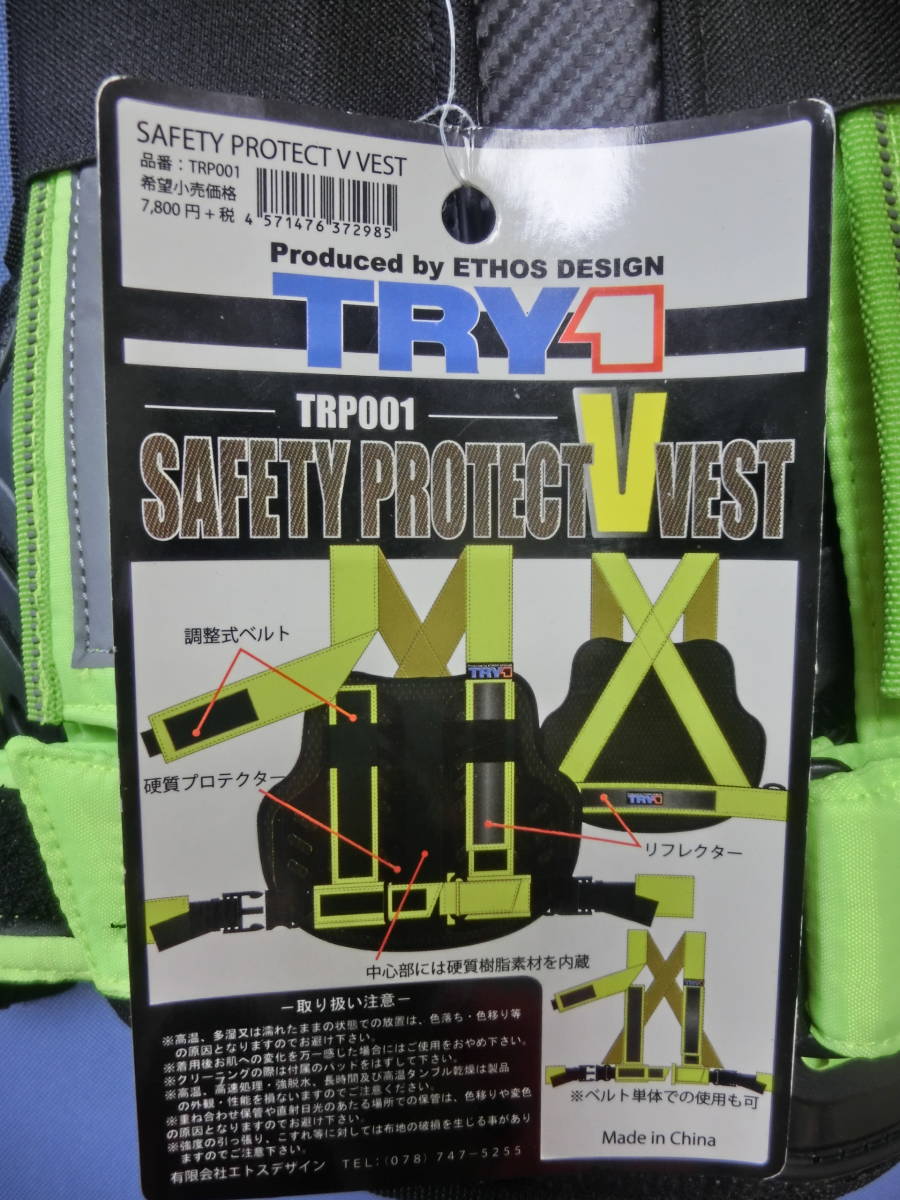 SAFETY PROTECT V VEST
品番：TRP001
希望小売価格
7,800円＋税
4 571476 372985
Produced by ETHOS DESIGN
TRY1
TRP001
SAFETY PROTECT V VEST
調整式ベルト
TRY1
硬質プロテクター
TRY1
リフレクター
中心部には硬質樹脂素材を内蔵
－取り扱い注意－
※高温、多湿又は濡れたままの状態での放置は、色落ち・色移り等
の原因となりますのでお避け下さい。
※着用後お肌への変化を万一感じた場合にはご使用をおやめ下さい。
※クリーニングの際は付属のパットをはずして下さい。
※高温、高速処理・強脱水、長時間及び高温タンブル乾燥は製品
の外観・性能を損ないますのでご注意ください。
※重ね合わせ保管や直射日光のあたる場所での保管は、色移りや変色
の原因となりますのでお避け下さい。
※強度の引っ張り、こすれ等に対しては布地の破損を生じる事があり
ますのでご注意下さい。
有限会社エトスデザイン TEL:(078) 747-5255
TRY1
※ベルト単体での使用も可
Made in China